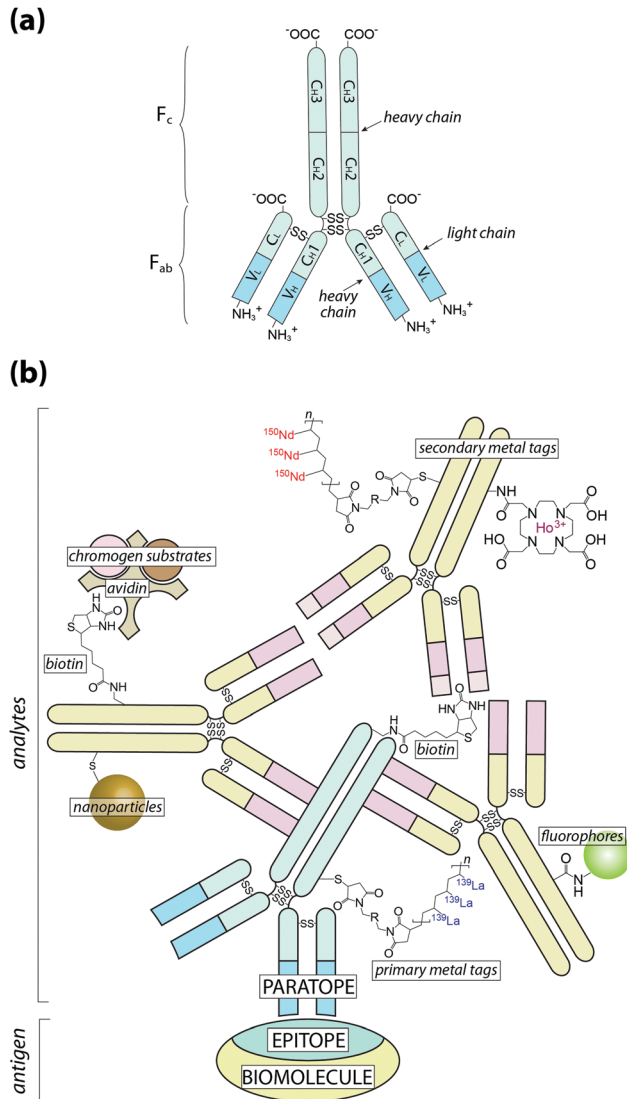 (a)
⁻OOC COO⁻
CH3 CH3
Fc
heavy chain
CH2 CH2
⁻OOC COO⁻
SS
SS SS SS
CL CH1 CH1 CL
light chain
Fab
VL VH VH VL
heavy
chain
NH3⁺ NH3⁺ NH3⁺ NH3⁺
(b)
n
¹⁵⁰Nd
¹⁵⁰Nd
¹⁵⁰Nd
secondary metal tags
S
O O
N R N
O O
NH
O
O O
OH
N N
Ho³⁺
HO OH
N N
O O
chromogen substrates
avidin
H
N
O
S NH
biotin
O NH
SS
SS
SS
SS
SS
SS
SS
S
nanoparticles
H
N
O
O
HN NH
S
biotin
SS
SS
SS
SS
fluorophores
O N
H
SS
SS
SS
SS
S
O O
N R N
O O
n
¹³⁹La
¹³⁹La
¹³⁹La
primary metal tags
analytes
PARATOPE
antigen
EPITOPE
BIOMOLECULE